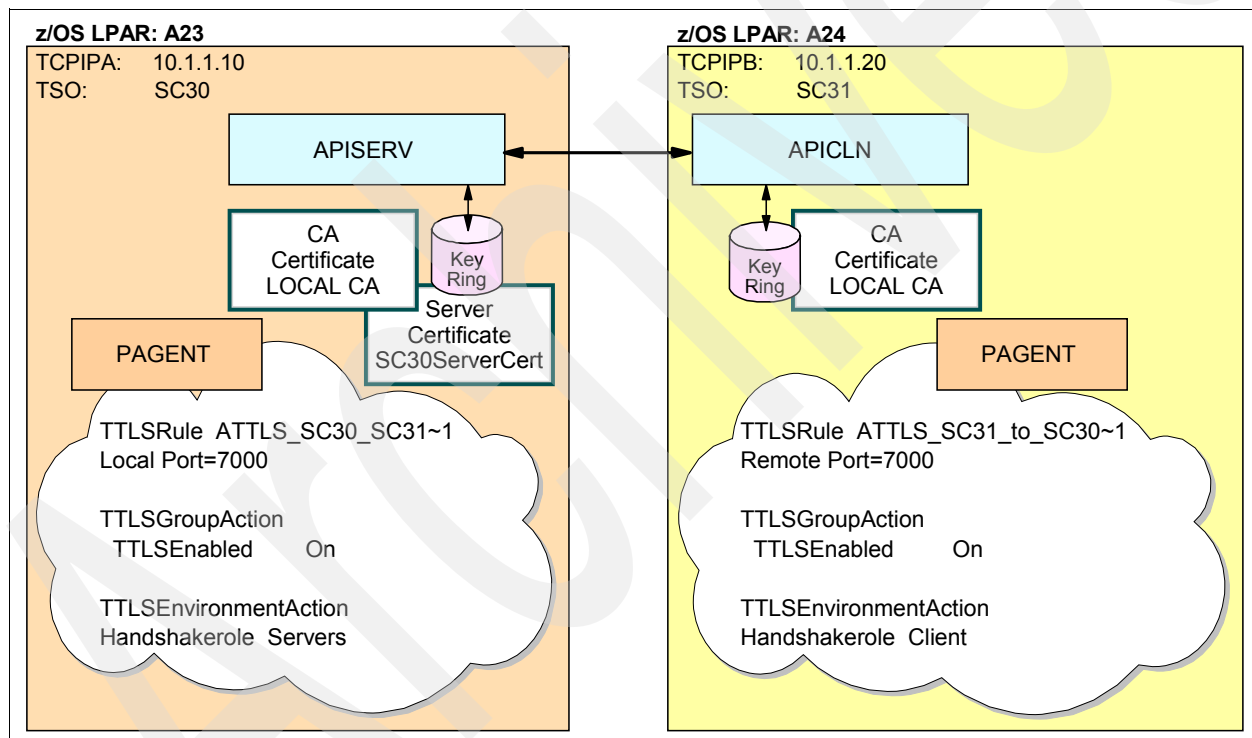 z/OS LPAR: A23
TCPIPA: 10.1.1.10
TSO: SC30
APISERV
CA
Certificate
LOCAL CA
Key
Ring
Server
Certificate
SC30ServerCert
PAGENT
TTLSRule ATTLS_SC30_SC31~1
Local Port=7000
TTLSGroupAction
TTLSEnabled On
TTLSEnvironmentAction
Handshakerole Servers
z/OS LPAR: A24
TCPIPB: 10.1.1.20
TSO: SC31
APICLN
Key
Ring
CA
Certificate
LOCAL CA
PAGENT
TTLSRule ATTLS_SC31_to_SC30~1
Remote Port=7000
TTLSGroupAction
TTLSEnabled On
TTLSEnvironmentAction
Handshakerole Client